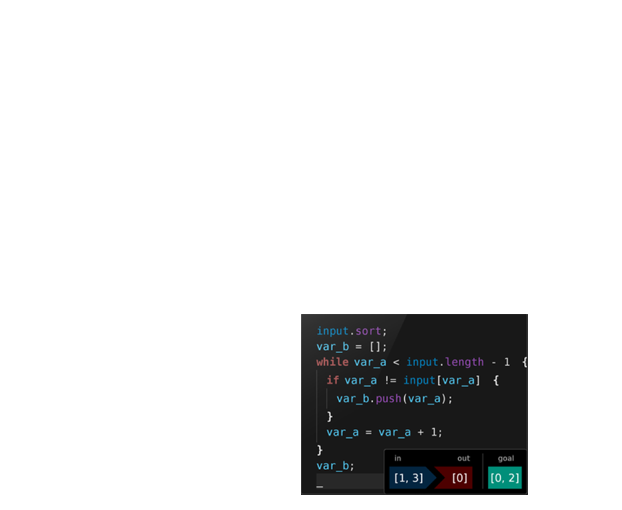 input.sort;
var_b = [];
while var_a < input.length - 1 {
if var_a != input[var_a] {
var_b.push(var_a);
}
var_a = var_a + 1;
}
var_b;
_
in out goal
[1, 3] [0] [0, 2]